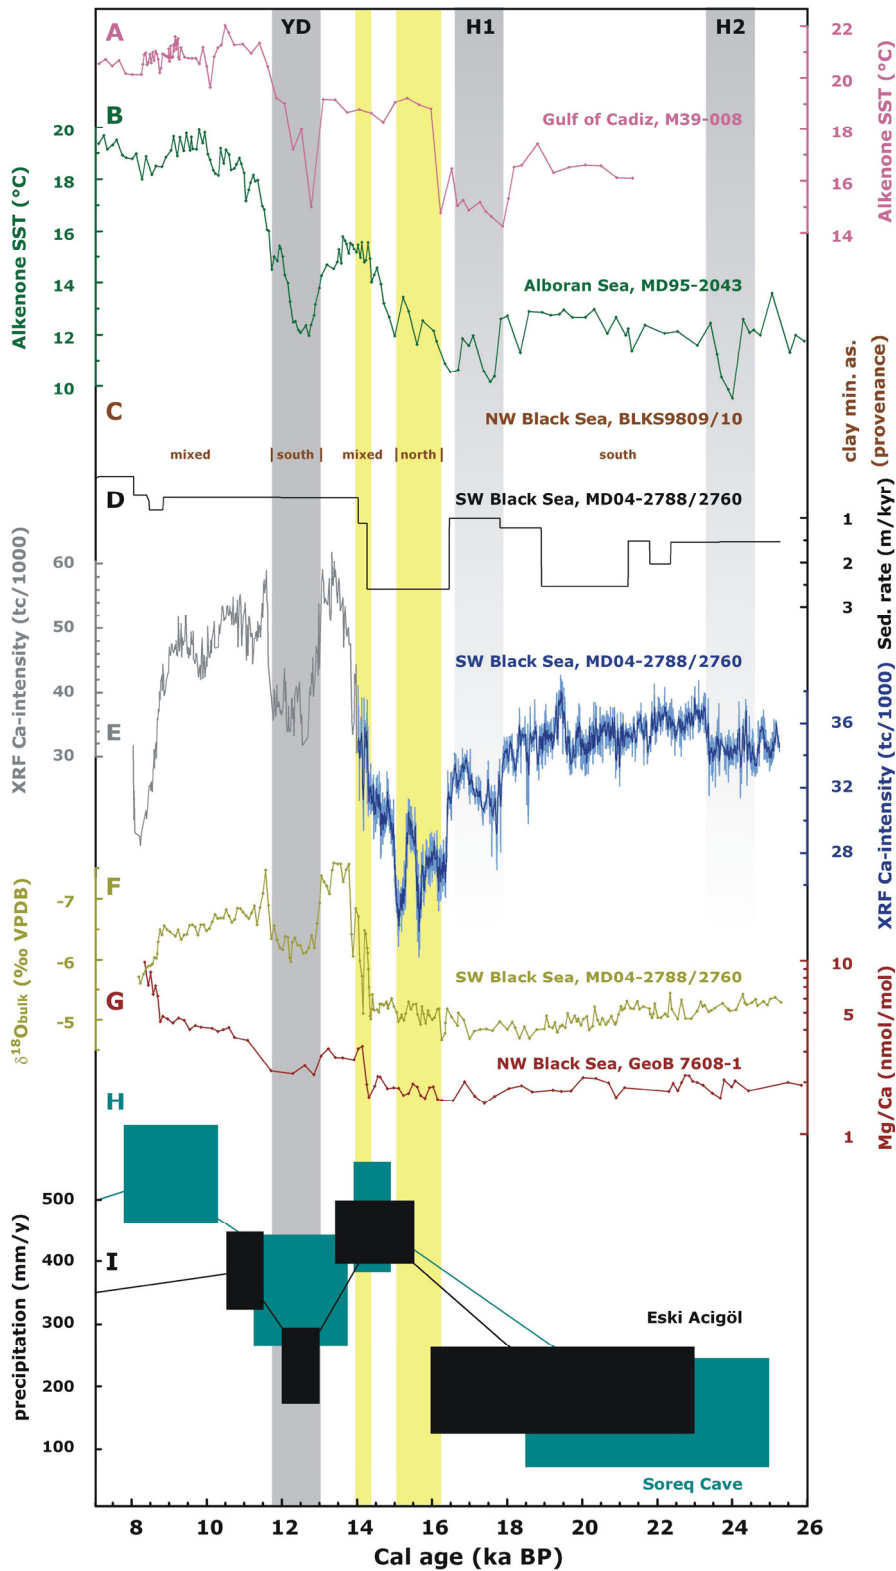 YD
H1
H2
A
22
20
18
16
14
Alkenone SST (°C)
Gulf of Cadiz, M39-008
B
20
18
16
14
12
10
Alkenone SST (°C)
Alboran Sea, MD95-2043
C
NW Black Sea, BLKS9809/10
clay min. as.
(provenance)
mixed
south
mixed
north
south
D
SW Black Sea, MD04-2788/2760
1
2
3
Sed. rate (m/kyr)
60
50
40
30
XRF Ca-intensity (tc/1000)
SW Black Sea, MD04-2788/2760
E
36
32
28
XRF Ca-intensity (tc/1000)
F
-7
-6
-5
δ18Obulk (‰ VPDB)
SW Black Sea, MD04-2788/2760
G
10
5
1
Mg/Ca (nmol/mol)
NW Black Sea, GeoB 7608-1
H
500
400
300
200
100
precipitation (mm/y)
I
Eski Acigöl
Soreq Cave
8 10 12 14 16 18 20 22 24 26
Cal age (ka BP)